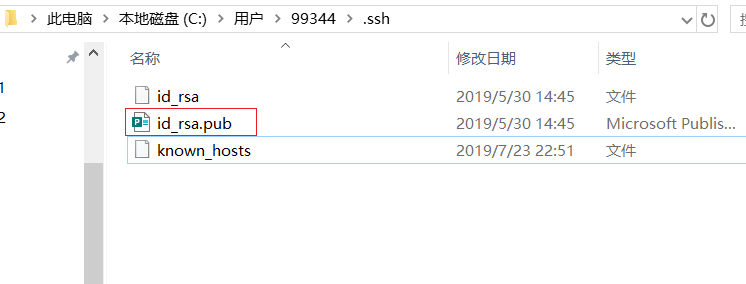 此电脑 > 本地磁盘 (C:) > 用户 > 99344 > .ssh
名称 修改日期 类型
id_rsa 2019/5/30 14:45 文件
id_rsa.pub 2019/5/30 14:45 Microsoft Publis...
known_hosts 2019/7/23 22:51 文件
1
2